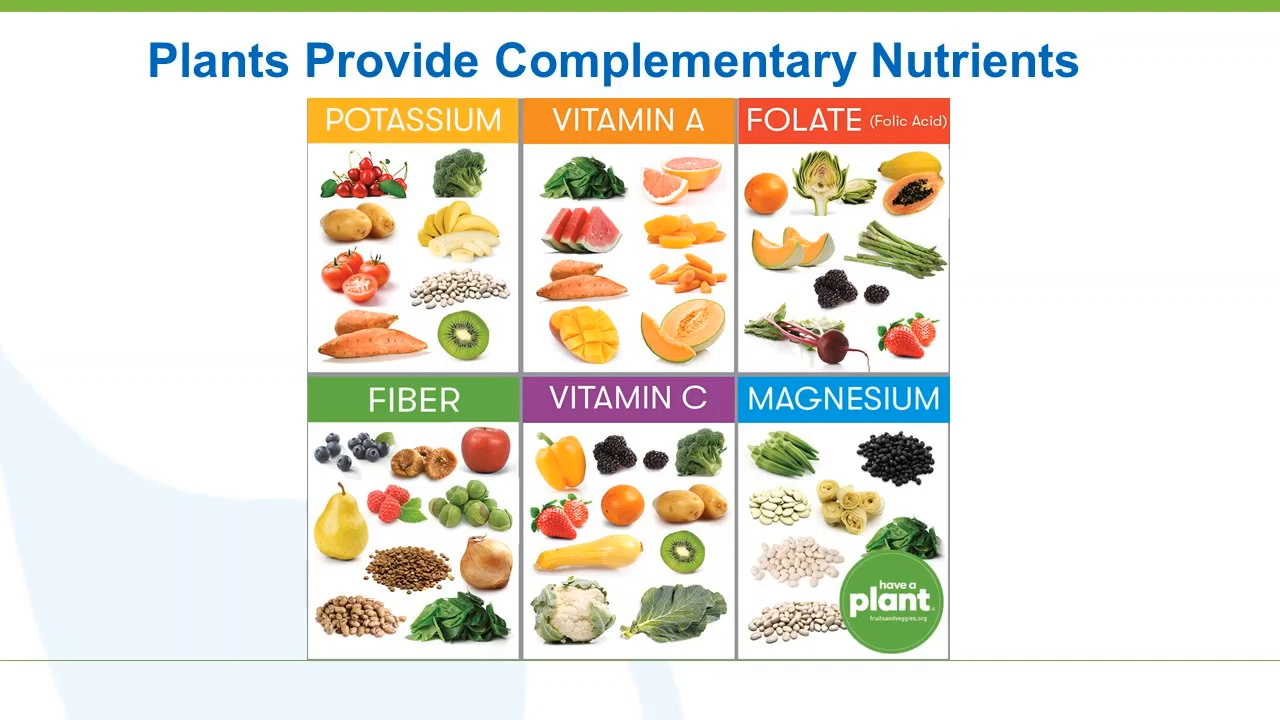 Plants Provide Complementary Nutrients
POTASSIUM
VITAMIN A
FOLATE (Folic Acid)
FIBER
VITAMIN C
MAGNESIUM
have a
plant®
fruitsandveggies.org